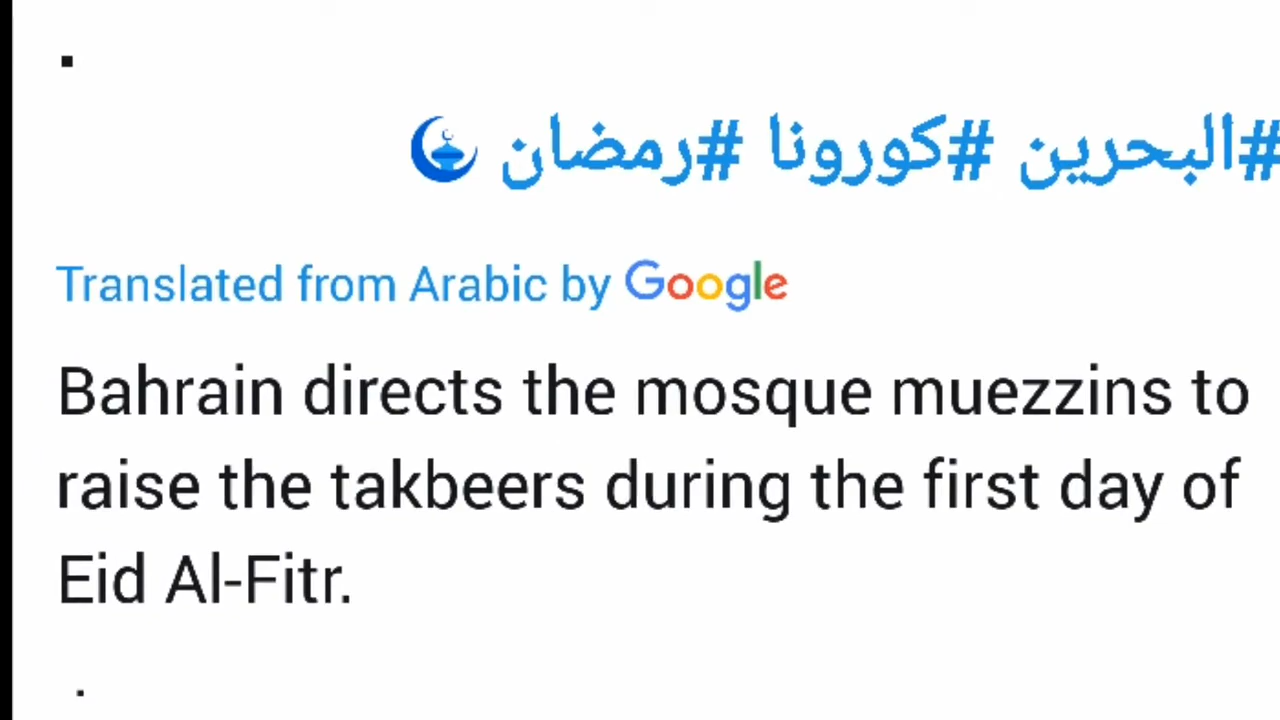 .
#البحرين #كورونا #رمضان
Translated from Arabic by Google
Bahrain directs the mosque muezzins to
raise the takbeers during the first day of
Eid Al-Fitr.
.